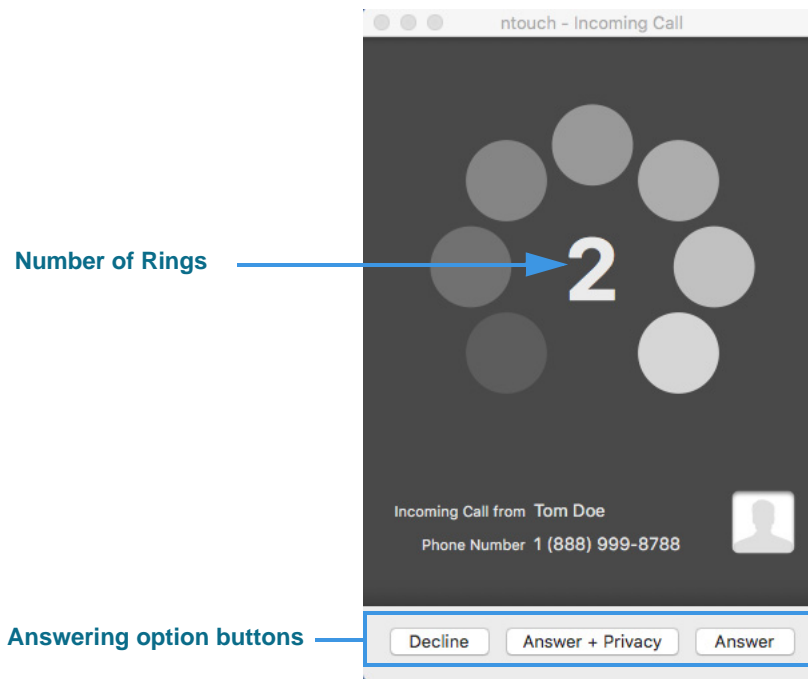 ntouch - Incoming Call
Number of Rings
2
Incoming Call from Tom Doe
Phone Number 1 (888) 999-8788
Answering option buttons
Decline Answer + Privacy Answer